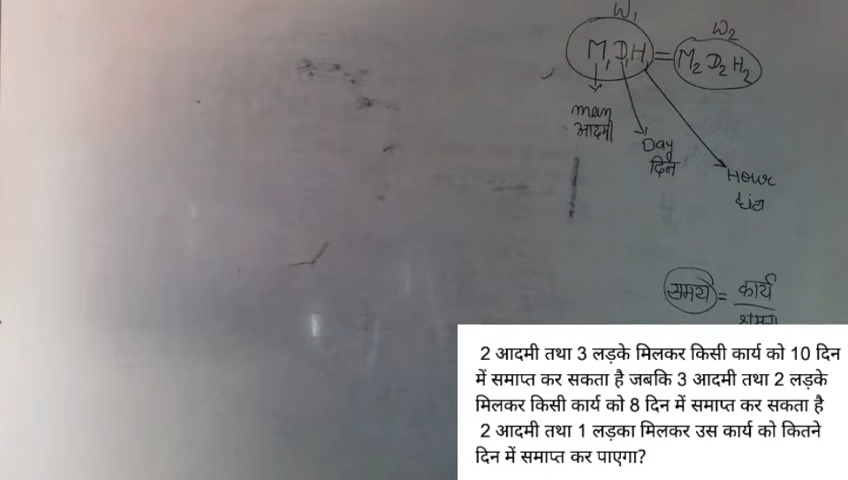 W₁ W₂
M₁D₁H₁ = M₂D₂H₂
man
आदमी
Day
दिन
Hour
घंटा
समय = कार्य
क्षमता
2 आदमी तथा 3 लड़के मिलकर किसी कार्य को 10 दिन
में समाप्त कर सकता है जबकि 3 आदमी तथा 2 लड़के
मिलकर किसी कार्य को 8 दिन में समाप्त कर सकता है
2 आदमी तथा 1 लड़का मिलकर उस कार्य को कितने
दिन में समाप्त कर पाएगा?